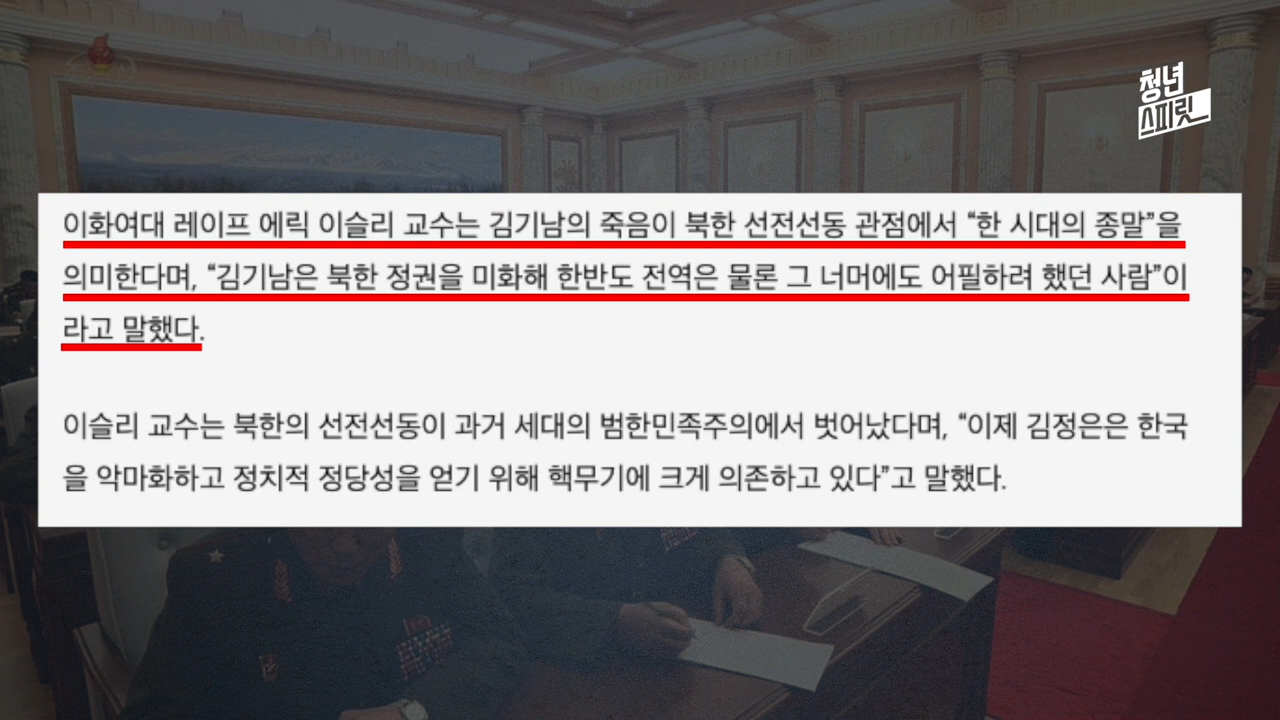 청년
스피릿
이화여대 레이프 에릭 이슬리 교수는 김기남의 죽음이 북한 선전선동 관점에서 “한 시대의 종말”을
의미한다며, “김기남은 북한 정권을 미화해 한반도 전역은 물론 그 너머에도 어필하려 했던 사람”이
라고 말했다.
이슬리 교수는 북한의 선전선동이 과거 세대의 범한민족주의에서 벗어났다며, “이제 김정은은 한국
을 악마화하고 정치적 정당성을 얻기 위해 핵무기에 크게 의존하고 있다”고 말했다.